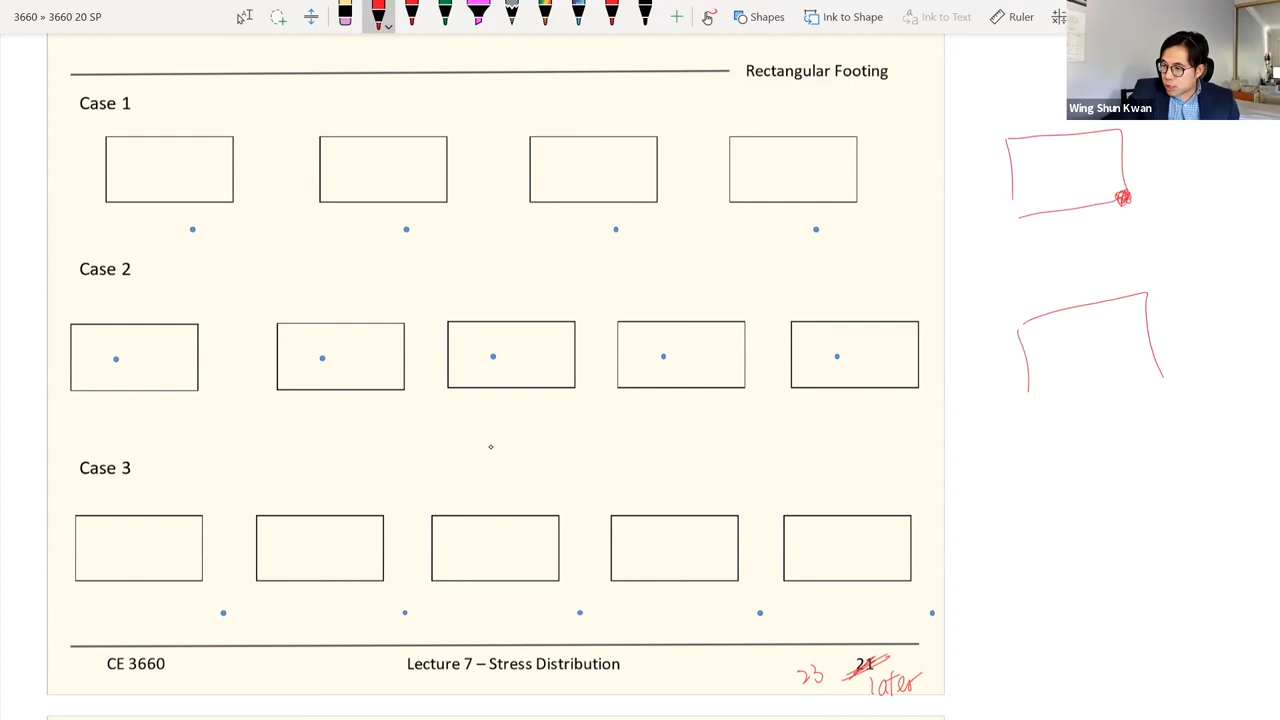 3660 » 3660 20 SP
Shapes
Ink to Shape
Ink to Text
Ruler
Wing Shun Kwan
Rectangular Footing
Case 1
Case 2
Case 3
CE 3660
Lecture 7 – Stress Distribution
21
23
later